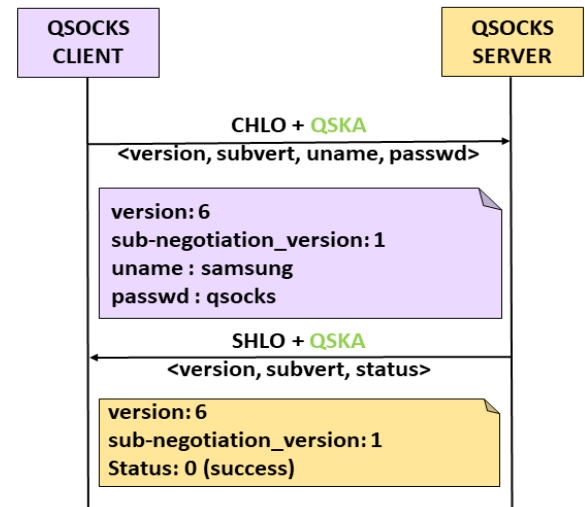 QSOCKS
CLIENT
QSOCKS
SERVER
CHLO + QSKA
<version, subvert, uname, passwd>
version: 6
sub-negotiation_version: 1
uname : samsung
passwd : qsocks
SHLO + QSKA
<version, subvert, status>
version: 6
sub-negotiation_version: 1
Status: 0 (success)